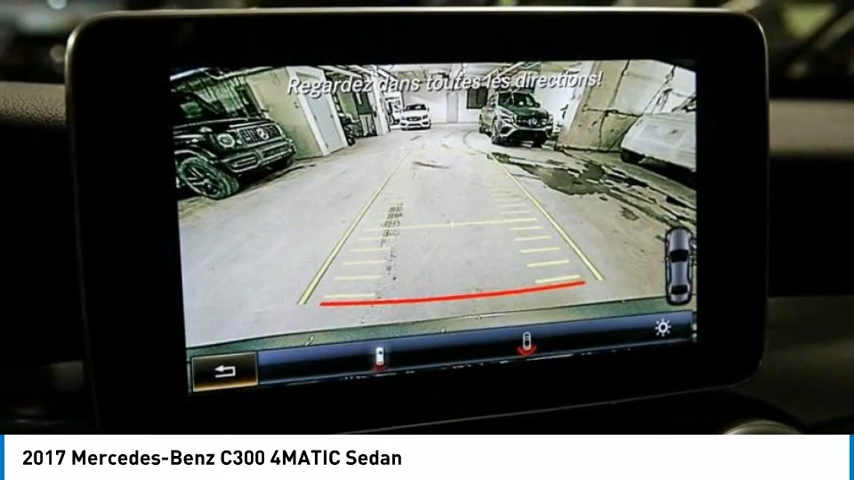 Regardez dans toutes les directions!
2017 Mercedes-Benz C300 4MATIC Sedan